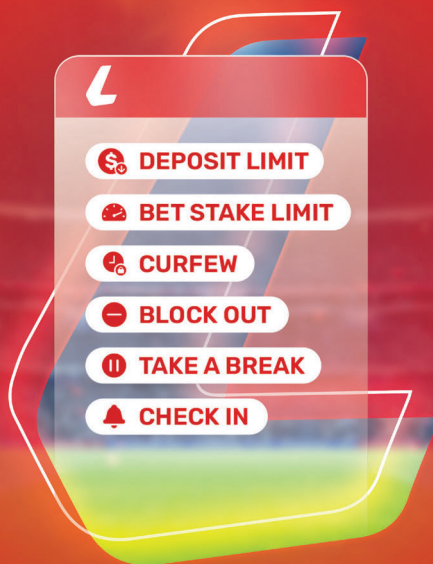 L
DEPOSIT LIMIT
BET STAKE LIMIT
CURFEW
BLOCK OUT
TAKE A BREAK
CHECK IN